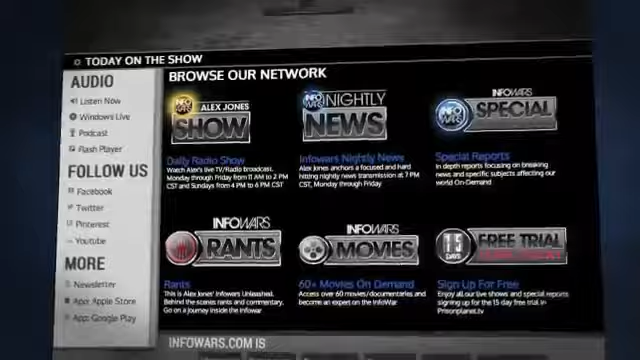 TODAY ON THE SHOW
AUDIO
Listen Now
Windows Live
Podcast
Flash Player
FOLLOW US
Facebook
Twitter
Pinterest
Youtube
MORE
Newsletter
App: Apple Store
App: Google Play
BROWSE OUR NETWORK
INFO WARS
ALEX JONES
SHOW
Daily Radio Show
Watch Alex's live TV/Radio broadcast.
Monday through Friday from 11 AM to 2 PM
CST and Sundays from 4 PM to 6 PM CST
INFO WARS
NIGHTLY
NEWS
Infowars Nightly News
Alex Jones anchors a focused and hard
hitting nightly news transmission at 7 PM
CST, Monday through Friday
INFOWARS
INFO WARS
SPECIAL
Special Reports
In depth reports focusing on breaking
news and specific subjects affecting our
world On-Demand
INFOWARS
RANTS
Rants
This is Alex Jones' Infowars Unleashed.
Behind the scenes rants and commentary.
Go on a journey inside the Infowar
INFOWARS
MOVIES
60+ Movies On Demand
Access over 60 movies/documentaries and
become an expert on the InfoWar
15
DAYS
FREE TRIAL
Sign Up For Free
Enjoy all our live shows and special reports
signing up for the 15 day free trial in
Prisonplanet.tv
INFOWARS.COM IS